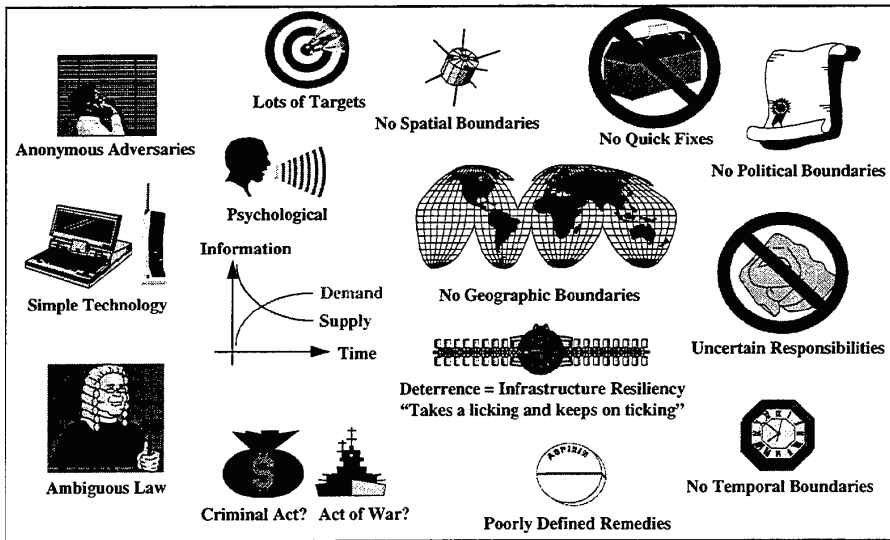 Lots of Targets
No Spatial Boundaries
No Quick Fixes
Anonymous Adversaries
No Political Boundaries
Psychological
Information
Demand
Supply
Time
Simple Technology
No Geographic Boundaries
Uncertain Responsibilities
Deterrence = Infrastructure Resiliency
“Takes a licking and keeps on ticking”
$
Ambiguous Law
Criminal Act?
Act of War?
Aspirin
Poorly Defined Remedies
No Temporal Boundaries